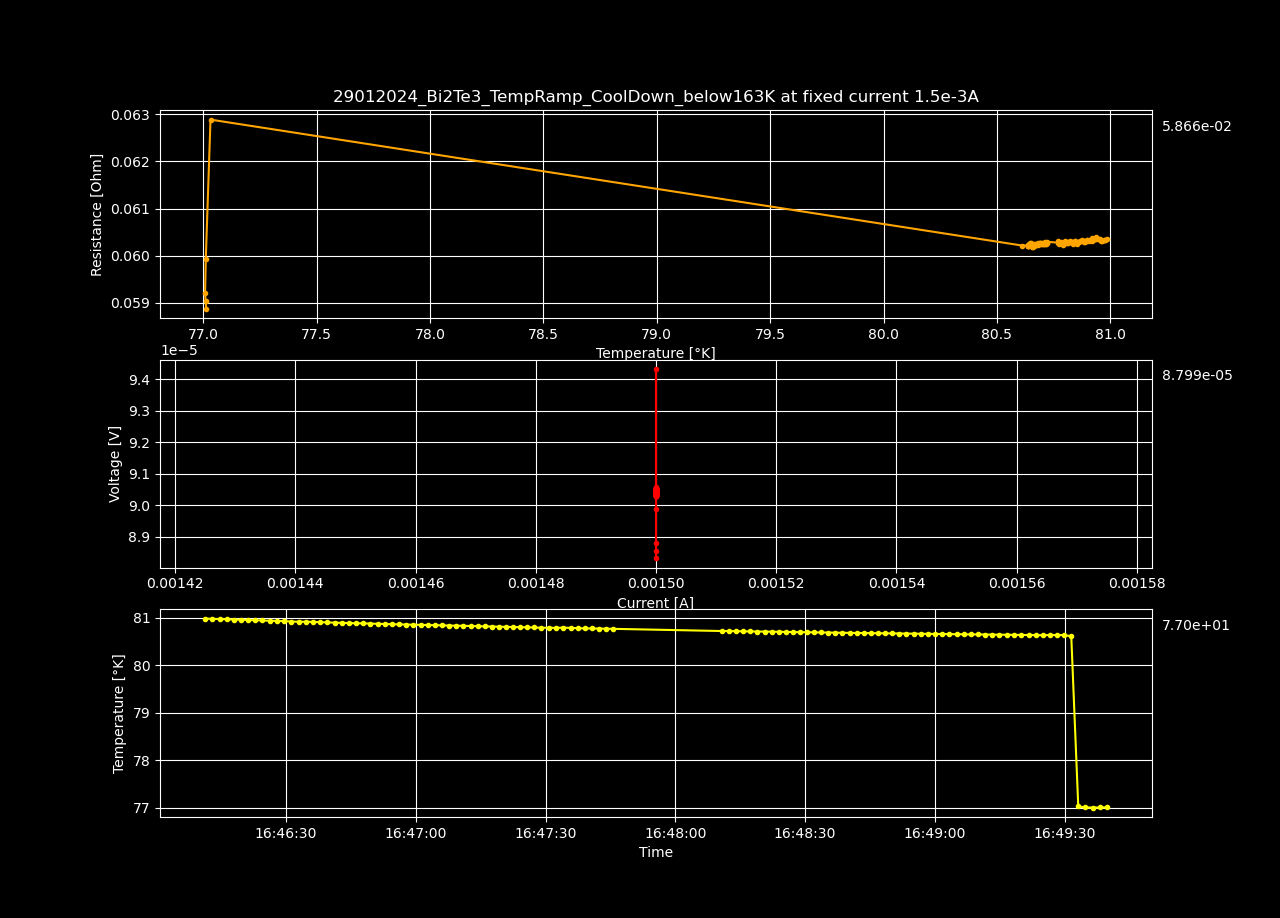 29012024_Bi2Te3_TempRamp_CoolDown_below163K at fixed current 1.5e-3A
5.866e-02
Resistance [Ohm]
0.063
0.062
0.061
0.060
0.059
77.0 77.5 78.0 78.5 79.0 79.5 80.0 80.5 81.0
Temperature [°K]
1e−5
8.799e-05
Voltage [V]
9.4
9.3
9.2
9.1
9.0
8.9
0.00142 0.00144 0.00146 0.00148 0.00150 0.00152 0.00154 0.00156 0.00158
Current [A]
7.70e+01
Temperature [°K]
81
80
79
78
77
16:46:30 16:47:00 16:47:30 16:48:00 16:48:30 16:49:00 16:49:30
Time